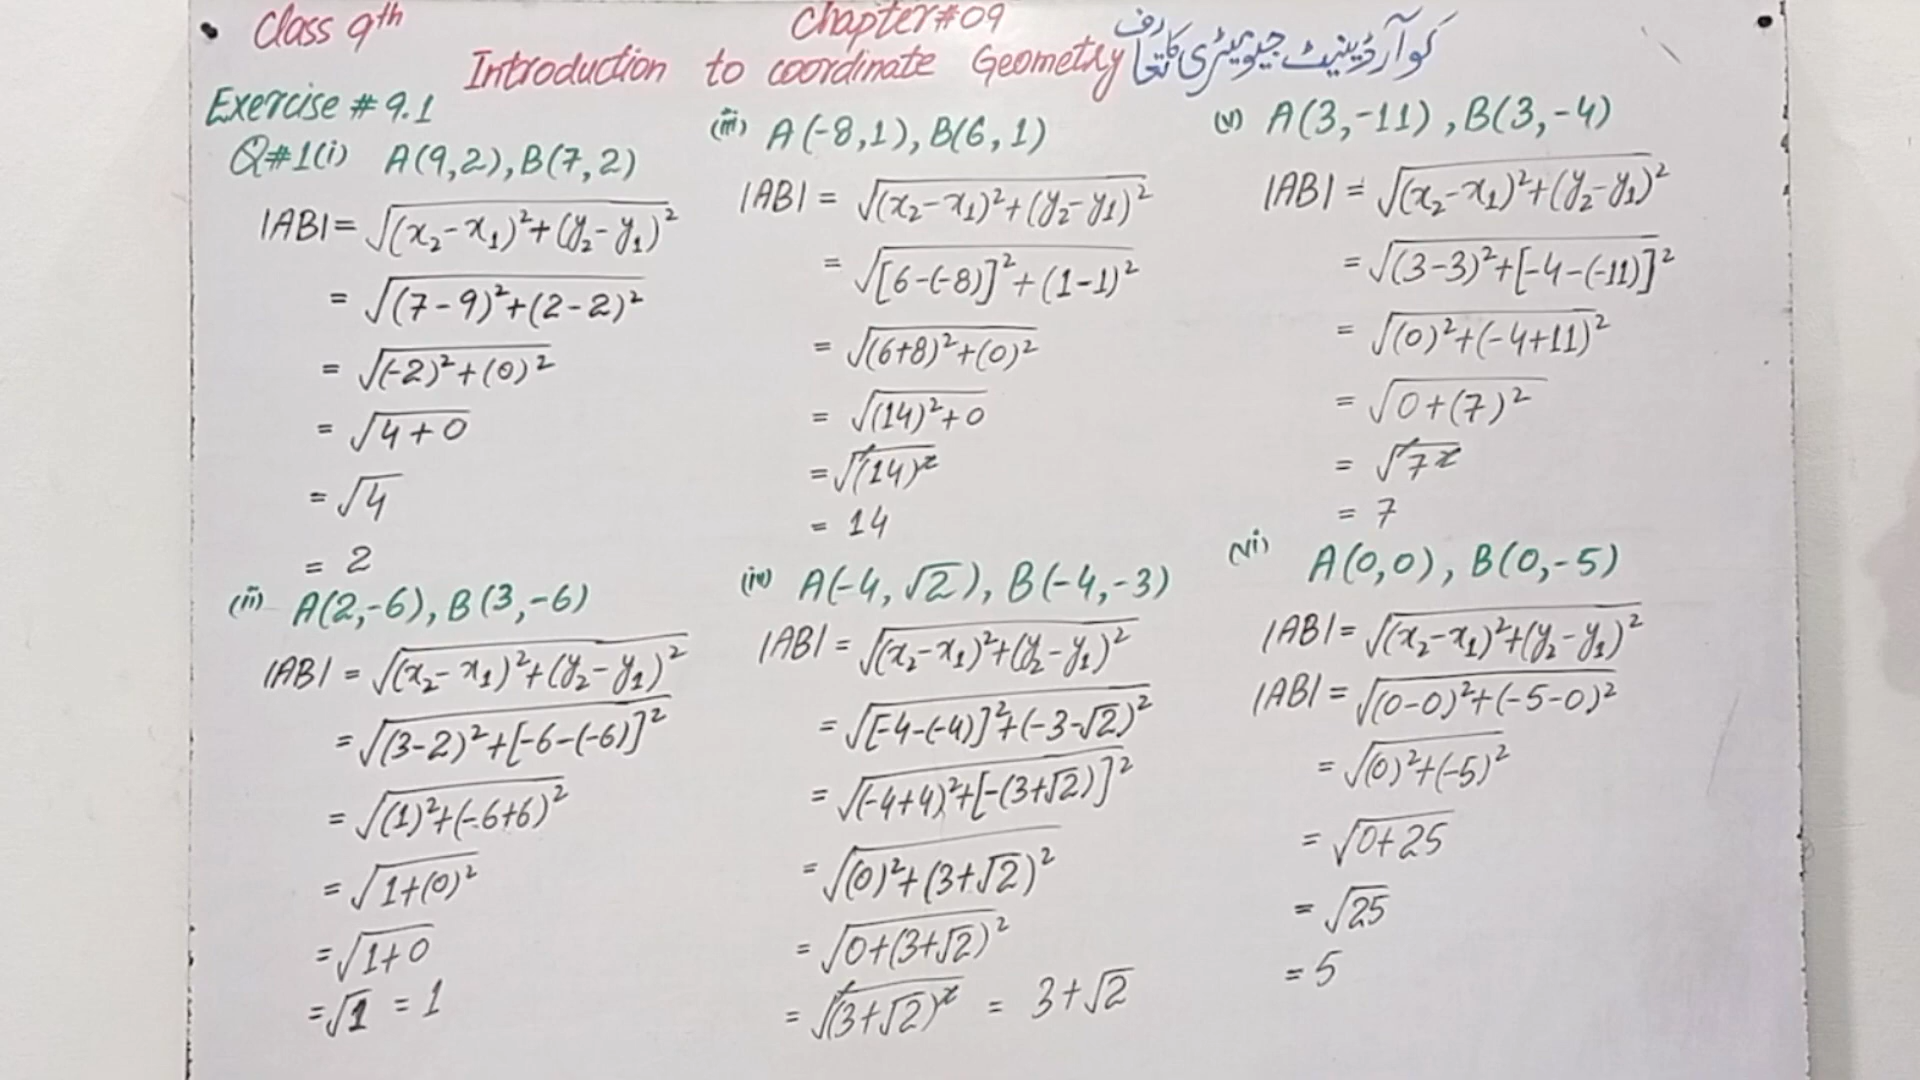 Class 9th Chapter#09
Introduction to coordinate Geometry کوآرڈینیٹ جیومیٹری کا تعارف
Exercise # 9.1
Q#1(i) A(9,2), B(7,2)
|AB| = √((x₂-x₁)²+(y₂-y₁)²)
= √((7-9)²+(2-2)²)
= √((-2)²+(0)²)
= √(4+0)
= √4
= 2
(ii) A(2,-6), B(3,-6)
|AB| = √((x₂-x₁)²+(y₂-y₁)²)
= √((3-2)²+[-6-(-6)]²)
= √((1)²+(-6+6)²)
= √(1+(0)²)
= √(1+0)
= √1 = 1
(iii) A(-8,1), B(6,1)
|AB| = √((x₂-x₁)²+(y₂-y₁)²)
= √([6-(-8)]²+(1-1)²)
= √((6+8)²+(0)²)
= √((14)²+0)
= √(14)²
= 14
(iv) A(-4,√2), B(-4,-3)
|AB| = √((x₂-x₁)²+(y₂-y₁)²)
= √([-4-(-4)]²+(-3-√2)²)
= √((-4+4)²+[-(3+√2)]²)
= √((0)²+(3+√2)²)
= √(0+(3+√2)²)
= √(3+√2)² = 3+√2
(v) A(3,-11), B(3,-4)
|AB| = √((x₂-x₁)²+(y₂-y₁)²)
= √((3-3)²+[-4-(-11)]²)
= √((0)²+(-4+11)²)
= √(0+(7)²)
= √7²
= 7
(vi) A(0,0), B(0,-5)
|AB| = √((x₂-x₁)²+(y₂-y₁)²)
|AB| = √((0-0)²+(-5-0)²)
= √((0)²+(-5)²)
= √(0+25)
= √25
= 5